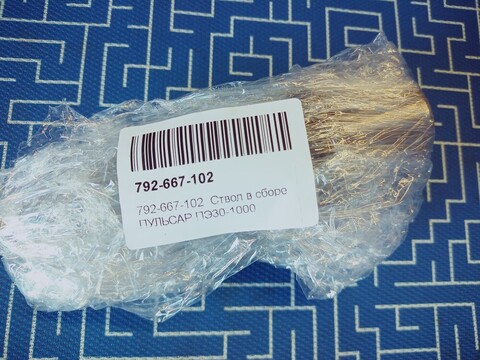 792-667-102
792-667-102 Ствол в сборе
ПУЛЬСАР ПЭ30-1000